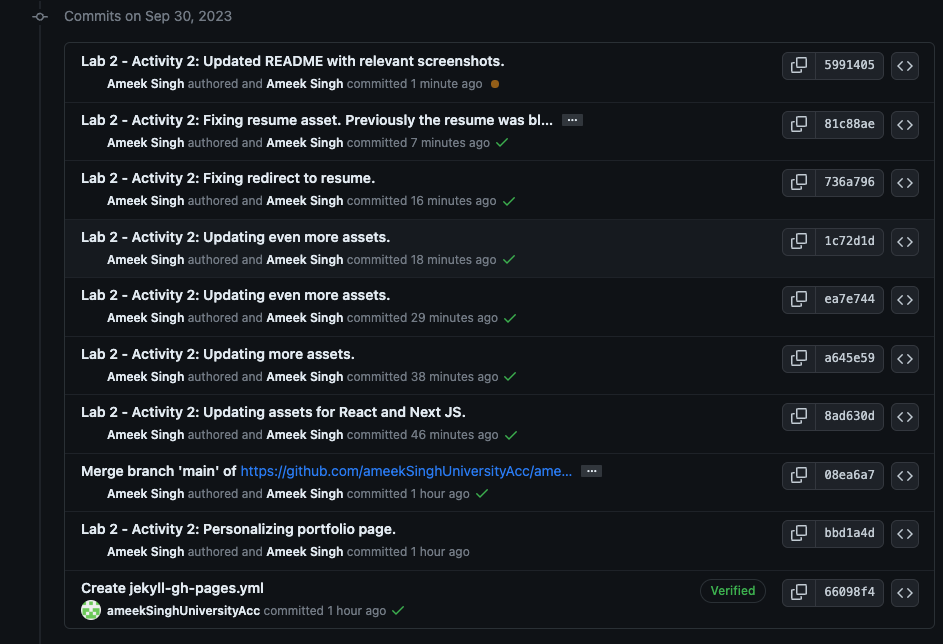 Commits on Sep 30, 2023
Lab 2 - Activity 2: Updated README with relevant screenshots.
Ameek Singh authored and Ameek Singh committed 1 minute ago
5991405
Lab 2 - Activity 2: Fixing resume asset. Previously the resume was bl...
Ameek Singh authored and Ameek Singh committed 7 minutes ago
81c88ae
Lab 2 - Activity 2: Fixing redirect to resume.
Ameek Singh authored and Ameek Singh committed 16 minutes ago
736a796
Lab 2 - Activity 2: Updating even more assets.
Ameek Singh authored and Ameek Singh committed 18 minutes ago
1c72d1d
Lab 2 - Activity 2: Updating even more assets.
Ameek Singh authored and Ameek Singh committed 29 minutes ago
ea7e744
Lab 2 - Activity 2: Updating more assets.
Ameek Singh authored and Ameek Singh committed 38 minutes ago
a645e59
Lab 2 - Activity 2: Updating assets for React and Next JS.
Ameek Singh authored and Ameek Singh committed 46 minutes ago
8ad630d
Merge branch 'main' of https://github.com/ameekSinghUniversityAcc/ame...
Ameek Singh authored and Ameek Singh committed 1 hour ago
08ea6a7
Lab 2 - Activity 2: Personalizing portfolio page.
Ameek Singh authored and Ameek Singh committed 1 hour ago
bbd1a4d
Create jekyll-gh-pages.yml
ameekSinghUniversityAcc committed 1 hour ago
Verified
66098f4